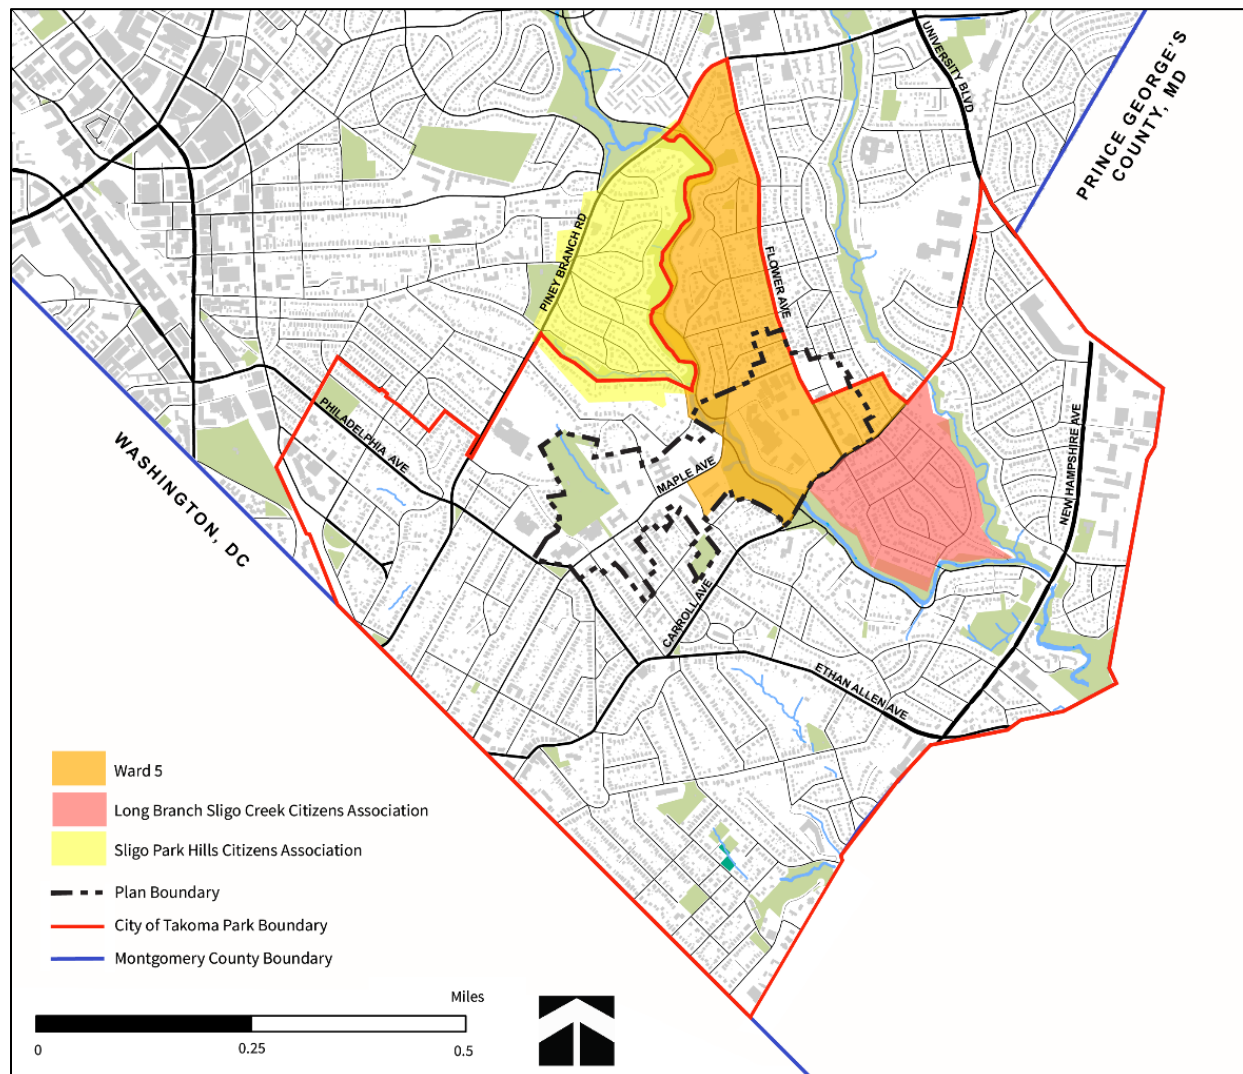 UNIVERSITY BLVD
PRINCE GEORGE'S
COUNTY, MD
PINEY BRANCH RD
FLOWER AVE
PHILADELPHIA AVE
NEW HAMPSHIRE AVE
WASHINGTON, DC
MAPLE AVE
CARROLL AVE
ETHAN ALLEN AVE
Ward 5
Long Branch Sligo Creek Citizens Association
Sligo Park Hills Citizens Association
Plan Boundary
City of Takoma Park Boundary
Montgomery County Boundary
Miles
0 0.25 0.5